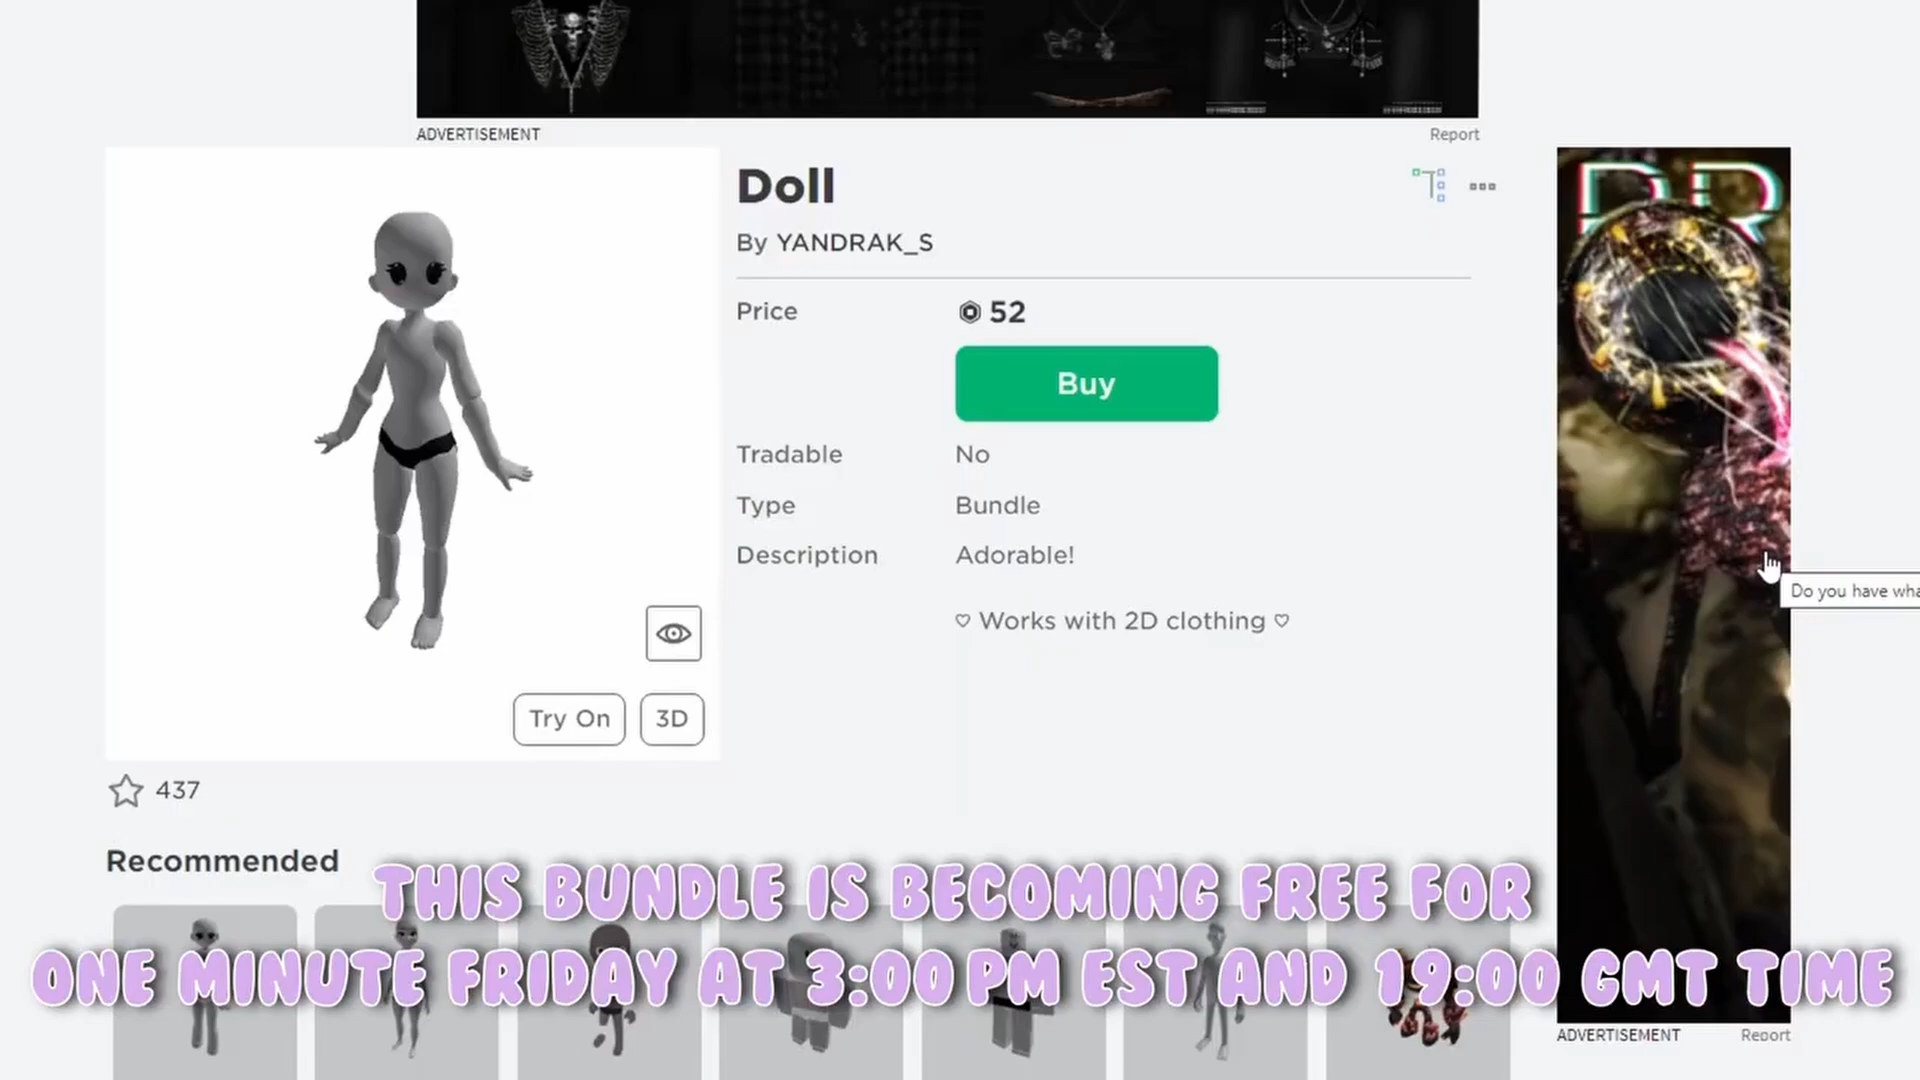 ADVERTISEMENT
Report
Doll
By YANDRAK_S
Price
52
Buy
Tradable
No
Type
Bundle
Description
Adorable!
♡ Works with 2D clothing ♡
Try On
3D
437
Recommended
THIS BUNDLE IS BECOMING FREE FOR
ONE MINUTE FRIDAY AT 3:00 PM EST AND 19:00 GMT TIME
Do you have
ADVERTISEMENT
Report